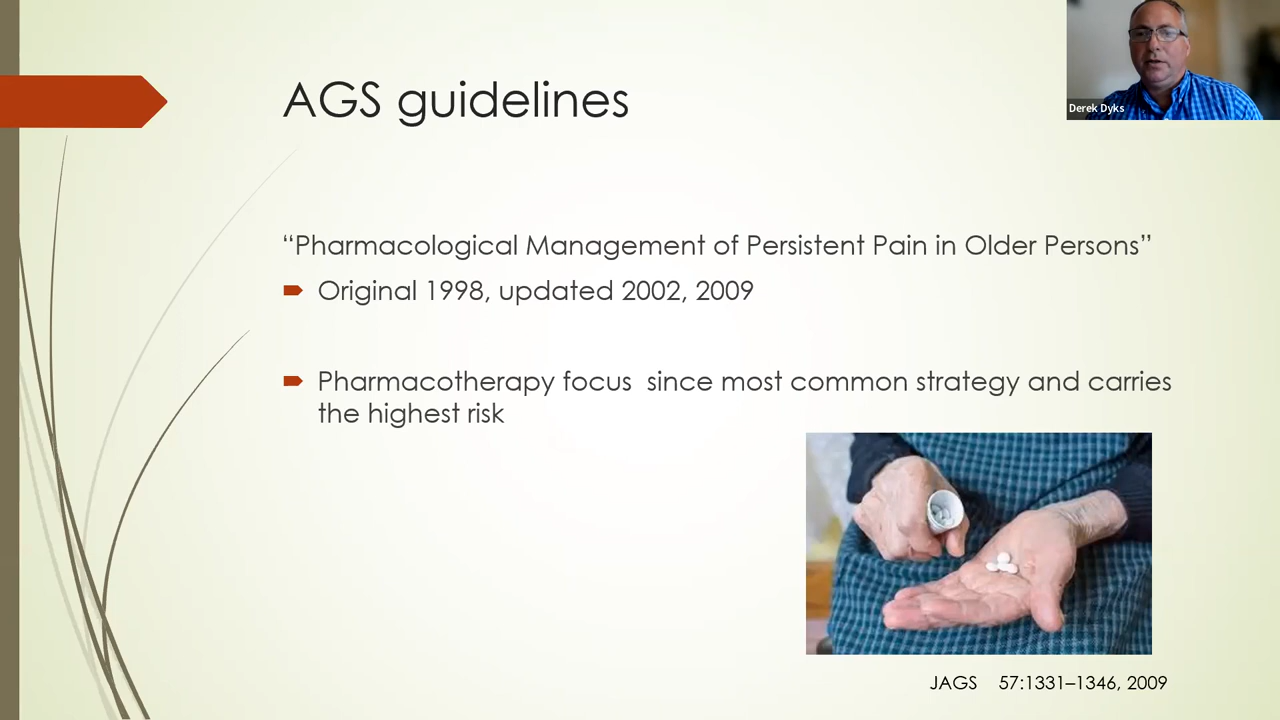 AGS guidelines
Derek Dyks
“Pharmacological Management of Persistent Pain in Older Persons”
Original 1998, updated 2002, 2009
Pharmacotherapy focus  since most common strategy and carries
the highest risk
JAGS    57:1331–1346, 2009